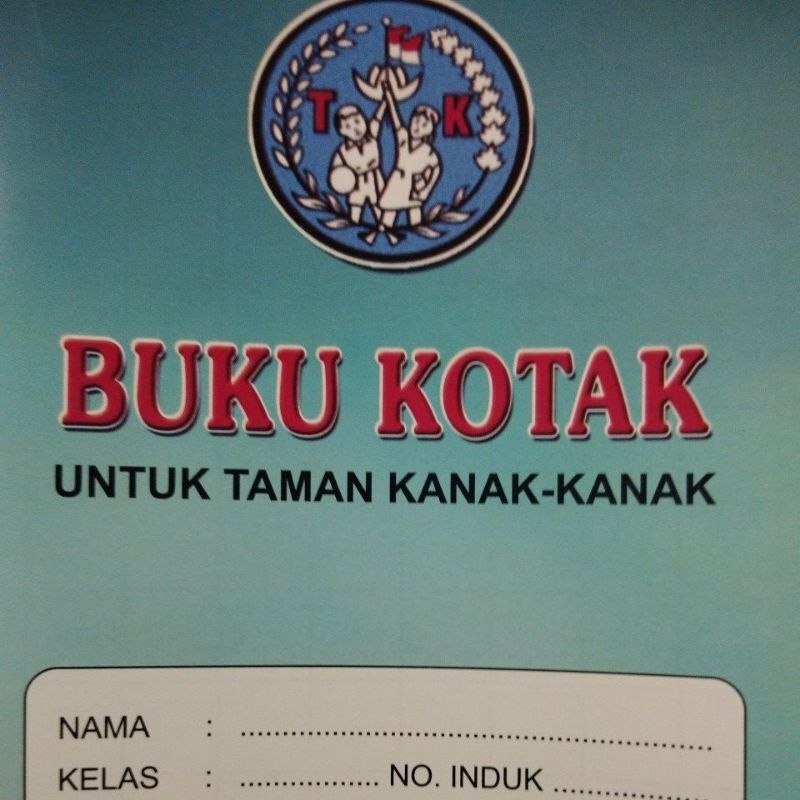 T K
BUKU KOTAK
UNTUK TAMAN KANAK-KANAK
NAMA : ....................................................
KELAS : ................. NO. INDUK ..................